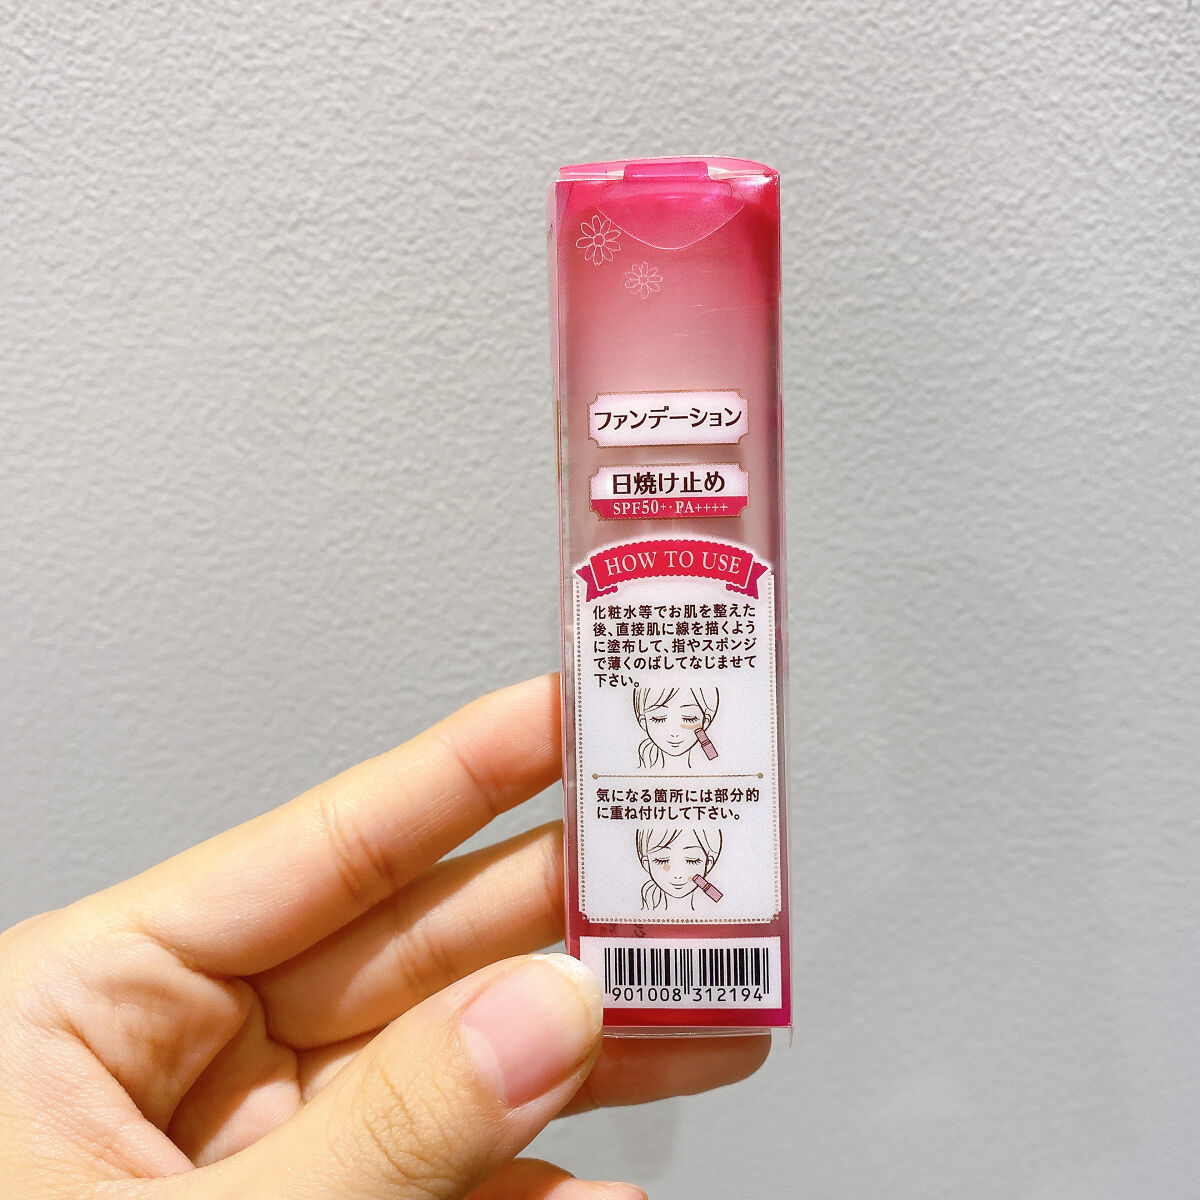 ファンデーション
日焼け止め
SPF50+・PA++++
HOW TO USE
化粧水等でお肌を整えた
後、直接肌に線を描くよう
に塗布して、指やスポンジ
で薄くのばしてなじませて
下さい。
気になる箇所には部分的
に重ね付けして下さい。
901008 312194